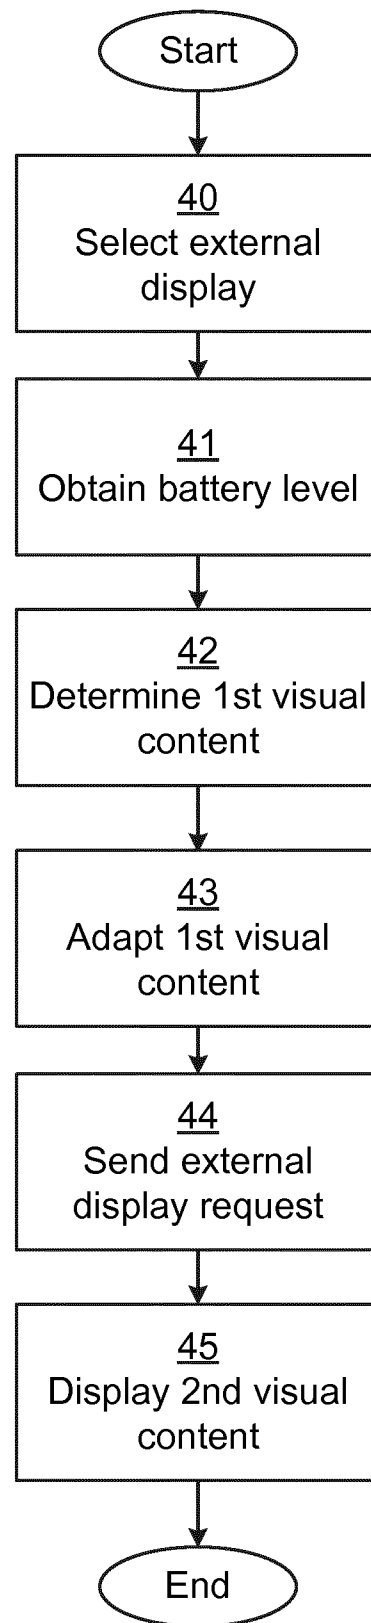 Start
40
Select external
display
41
Obtain battery level
42
Determine 1st visual
content
43
Adapt 1st visual
content
44
Send external
display request
45
Display 2nd visual
content
End